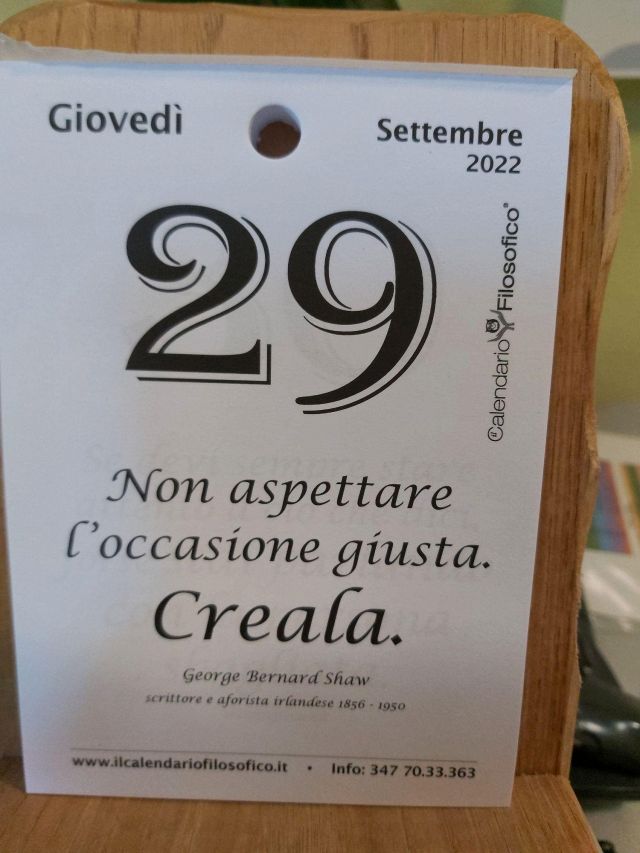 Giovedì
Settembre
2022
29
il Calendario Filosofico®
Non aspettare
l'occasione giusta.
Creala.
George Bernard Shaw
scrittore e aforista irlandese 1856 - 1950
www.ilcalendariofilosofico.it • Info: 347 70.33.363